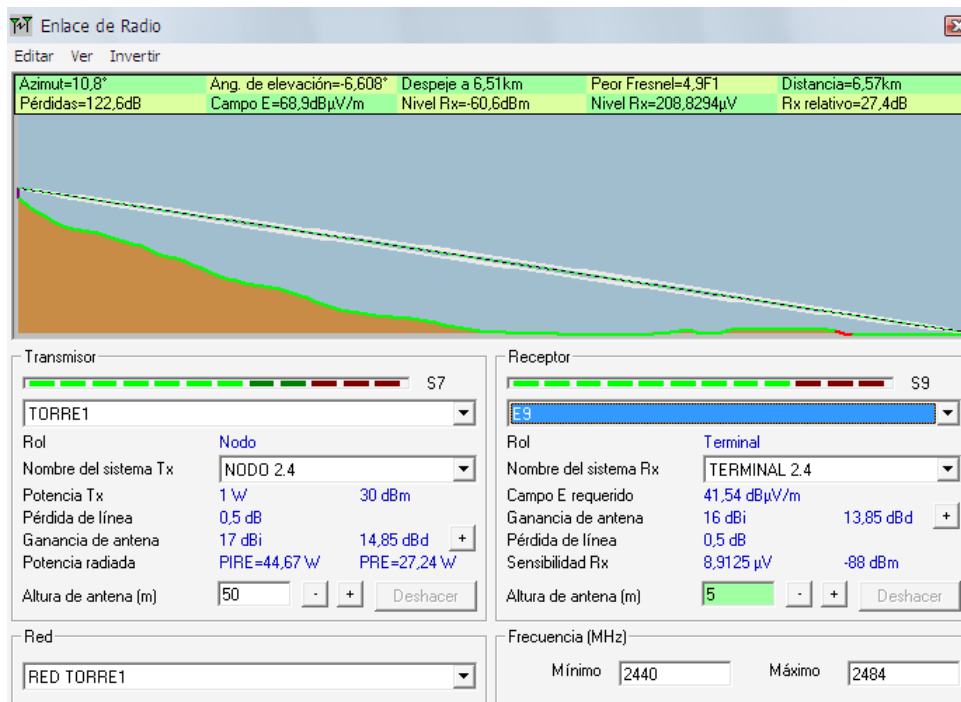 Enlace de Radio
Editar Ver Invertir
Azimut=10,8° Ang. de elevación=-6,608° Despeje a 6,51km Peor Fresnel=4,9F1 Distancia=6,57km
Pérdidas=122,6dB Campo E=68,9dBµV/m Nivel Rx=-60,6dBm Nivel Rx=208,8294µV Rx relativo=27,4dB
Transmisor
S7
TORRE1
Rol Nodo
Nombre del sistema Tx NODO 2.4
Potencia Tx 1 W 30 dBm
Pérdida de línea 0,5 dB
Ganancia de antena 17 dBi 14,85 dBd +
Potencia radiada PIRE=44,67 W PRE=27,24 W
Altura de antena (m) 50 - + Deshacer
Red
RED TORRE1
Receptor
S9
E9
Rol Terminal
Nombre del sistema Rx TERMINAL 2.4
Campo E requerido 41,54 dBµV/m
Ganancia de antena 16 dBi 13,85 dBd +
Pérdida de línea 0,5 dB
Sensibilidad Rx 8,9125 µV -88 dBm
Altura de antena (m) 5 - + Deshacer
Frecuencia (MHz)
Mínimo 2440 Máximo 2484